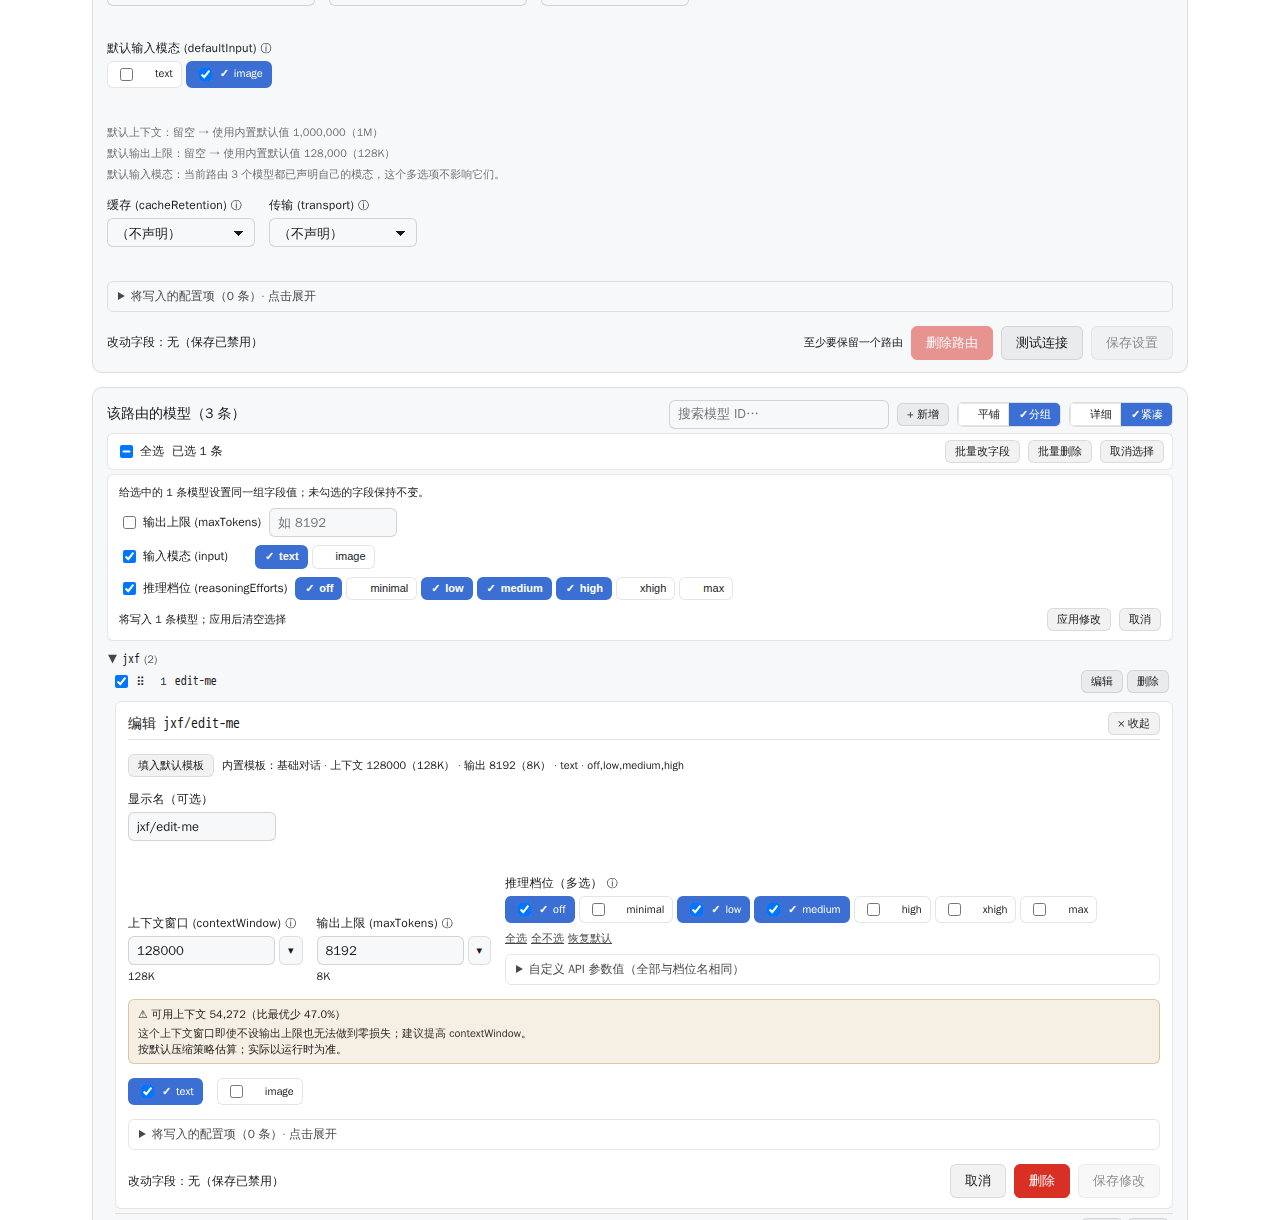 默认输入模态 (defaultInput) ⓘ
text ✓ image
默认上下文：留空 → 使用内置默认值 1,000,000（1M）
默认输出上限：留空 → 使用内置默认值 128,000（128K）
默认输入模态：当前路由 3 个模型都已声明自己的模态，这个多选项不影响它们。
缓存 (cacheRetention) ⓘ 传输 (transport) ⓘ
（不声明） （不声明）
▶ 将写入的配置项（0 条）· 点击展开
改动字段：无（保存已禁用） 至少要保留一个路由 删除路由 测试连接 保存设置
该路由的模型（3 条） 搜索模型 ID… + 新增 平铺 ✓分组 详细 ✓紧凑
全选 已选 1 条 批量改字段 批量删除 取消选择
给选中的 1 条模型设置同一组字段值；未勾选的字段保持不变。
输出上限 (maxTokens) 如 8192
输入模态 (input) ✓ text image
推理档位 (reasoningEfforts) ✓ off minimal ✓ low ✓ medium ✓ high xhigh max
将写入 1 条模型；应用后清空选择 应用修改 取消
▼ jxf (2)
⠿ 1 edit-me 编辑 删除
编辑 jxf/edit-me × 收起
填入默认模板 内置模板：基础对话 · 上下文 128000（128K） · 输出 8192（8K） · text · off,low,medium,high
显示名（可选）
jxf/edit-me
推理档位（多选） ⓘ
✓ off minimal ✓ low ✓ medium high xhigh max
上下文窗口 (contextWindow) ⓘ 输出上限 (maxTokens) ⓘ
全选 全不选 恢复默认
128000 ▾ 8192 ▾
▶ 自定义 API 参数值（全部与档位名相同）
128K 8K
⚠ 可用上下文 54,272（比最优少 47.0%）
这个上下文窗口即使不设输出上限也无法做到零损失；建议提高 contextWindow。
按默认压缩策略估算；实际以运行时为准。
✓ text image
▶ 将写入的配置项（0 条）· 点击展开
改动字段：无（保存已禁用） 取消 删除 保存修改